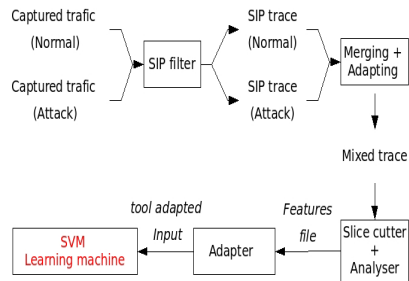 Captured trafic
(Normal)
Captured trafic
(Attack)
SIP filter
SIP trace
(Normal)
SIP trace
(Attack)
Merging +
Adapting
Mixed trace
Slice cutter
+
Analyser
Features
file
Adapter
tool adapted
Input
SVM
Learning machine